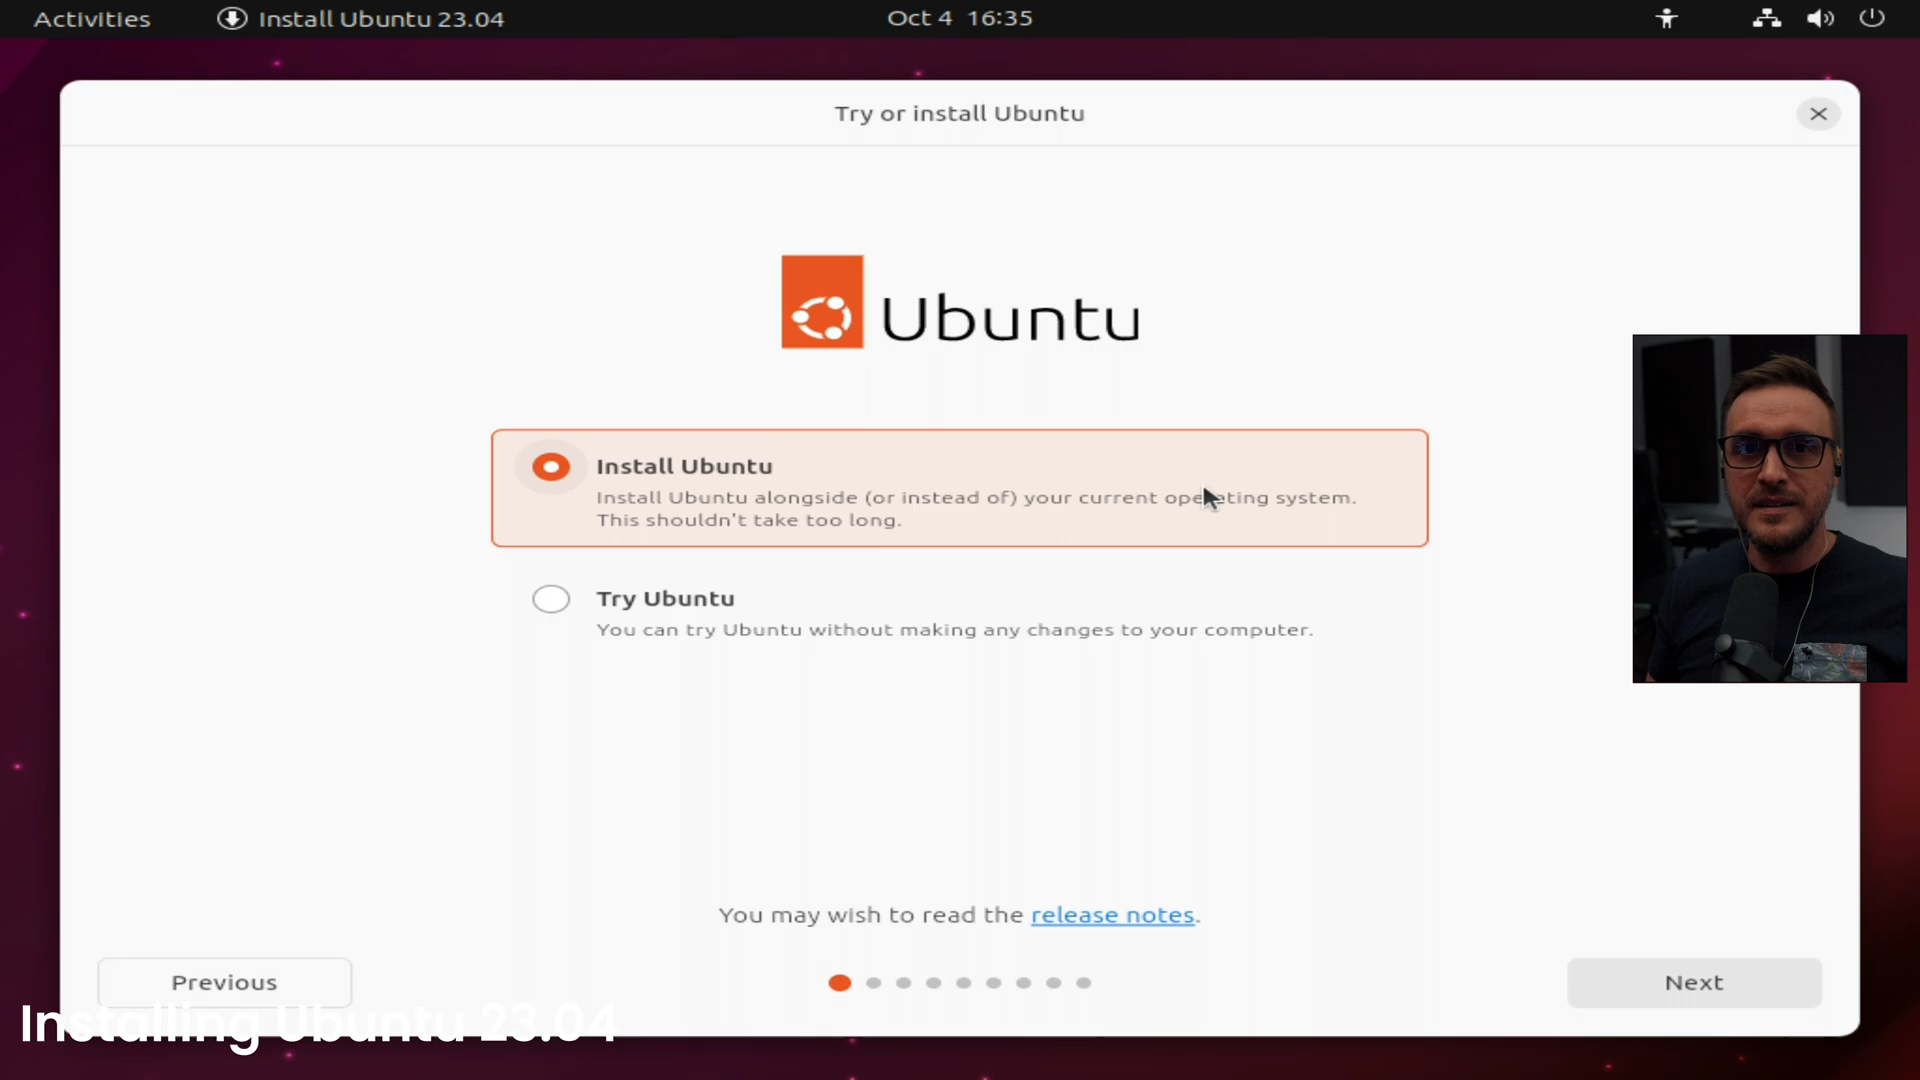 Activities
Install Ubuntu 23.04
Oct 4 16:35
Try or install Ubuntu
Ubuntu
Install Ubuntu
Install Ubuntu alongside (or instead of) your current operating system.
This shouldn't take too long.
Try Ubuntu
You can try Ubuntu without making any changes to your computer.
You may wish to read the release notes.
Previous
Next
Installing Ubuntu 23.04